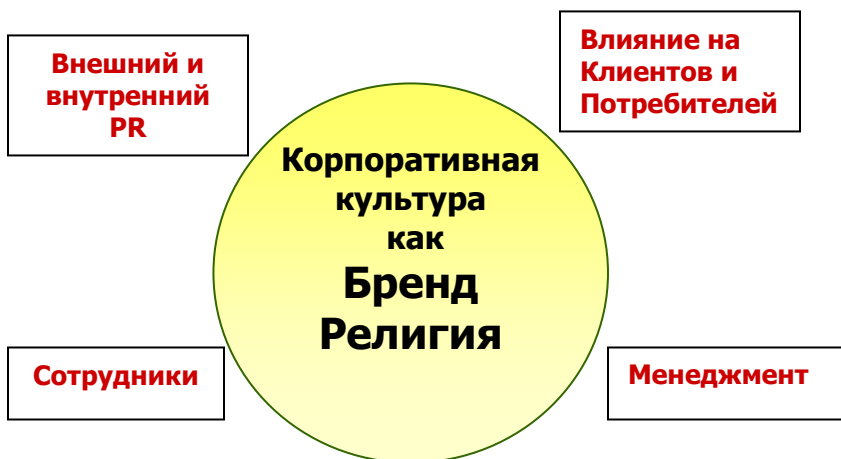 Внешний и
внутренний
PR
Влияние на
Клиентов и
Потребителей
Корпоративная
культура
как
Бренд
Религия
Сотрудники
Менеджмент